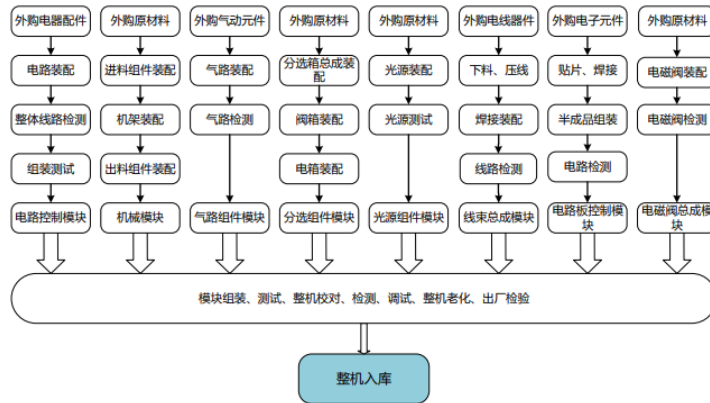 外购电器配件
外购原材料
外购气动元件
外购原材料
外购原材料
外购电线器件
外购电子元件
外购原材料
电路装配
进料组件装配
气路装配
分选箱总成装
配
光源装配
下料、压线
贴片、焊接
电磁阀装配
整体线路检测
机架装配
气路检测
阀箱装配
光源测试
焊接装配
半成品组装
电磁阀检测
组装测试
出料组件装配
电箱装配
线路检测
电路检测
电路控制模块
机械模块
气路组件模块
分选组件模块
光源组件模块
线束总成模块
电路板控制模
块
电磁阀总成模
块
模块组装、测试、整机校对、检测、调试、整机老化、出厂检验
整机入库